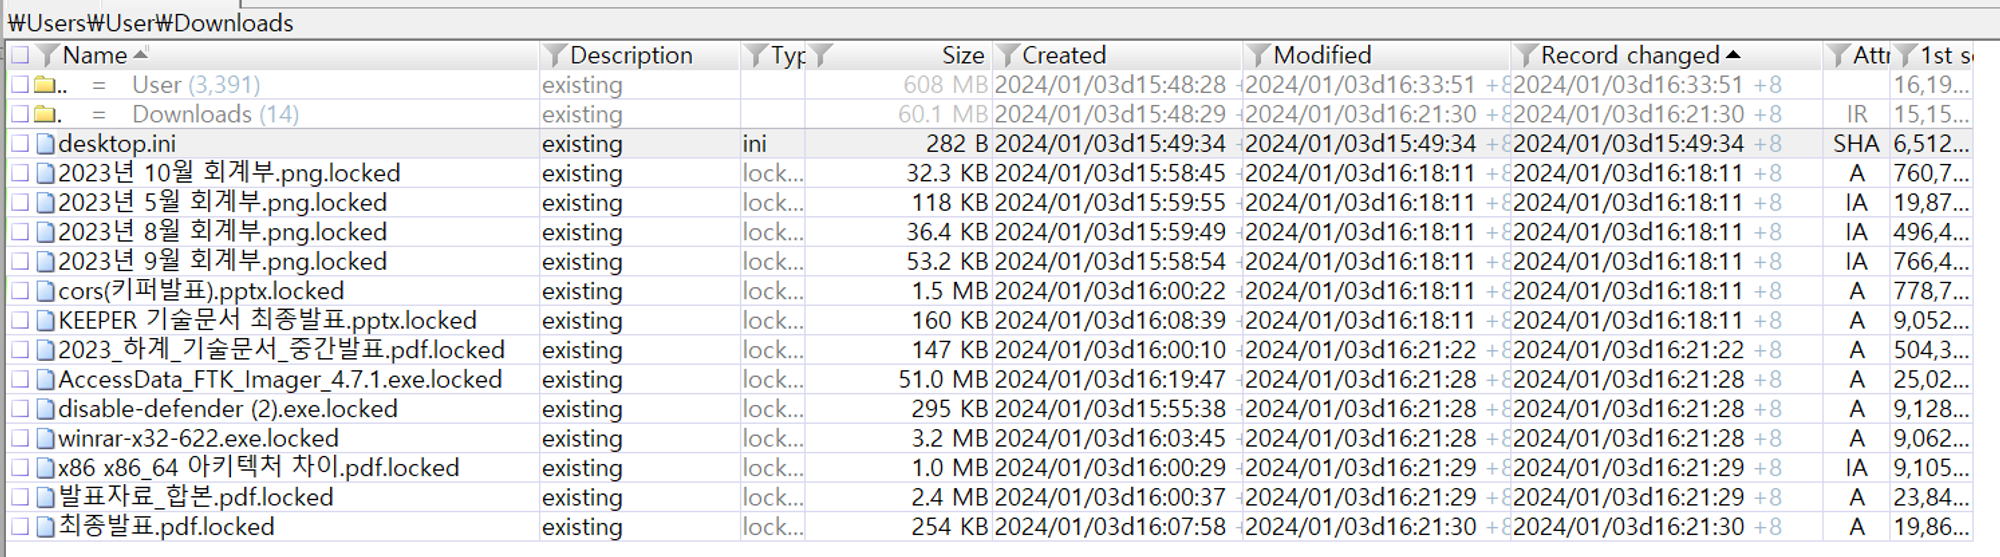 ₩Users₩User₩Downloads
Name Description Typ Size Created Modified Record changed Attr 1st s
.. = User (3,391) existing 608 MB 2024/01/03d15:48:28 + 2024/01/03d16:33:51 +8 2024/01/03d16:33:51 +8 16,19...
. = Downloads (14) existing 60.1 MB 2024/01/03d15:48:29 + 2024/01/03d16:21:30 +8 2024/01/03d16:21:30 +8 IR 15,15...
desktop.ini existing ini 282 B 2024/01/03d15:49:34 + 2024/01/03d15:49:34 +8 2024/01/03d15:49:34 +8 SHA 6,512...
2023년 10월 회계부.png.locked existing lock... 32.3 KB 2024/01/03d15:58:45 + 2024/01/03d16:18:11 +8 2024/01/03d16:18:11 +8 A 760,7...
2023년 5월 회계부.png.locked existing lock... 118 KB 2024/01/03d15:59:55 + 2024/01/03d16:18:11 +8 2024/01/03d16:18:11 +8 IA 19,87...
2023년 8월 회계부.png.locked existing lock... 36.4 KB 2024/01/03d15:59:49 + 2024/01/03d16:18:11 +8 2024/01/03d16:18:11 +8 IA 496,4...
2023년 9월 회계부.png.locked existing lock... 53.2 KB 2024/01/03d15:58:54 + 2024/01/03d16:18:11 +8 2024/01/03d16:18:11 +8 IA 766,4...
cors(키퍼발표).pptx.locked existing lock... 1.5 MB 2024/01/03d16:00:22 + 2024/01/03d16:18:11 +8 2024/01/03d16:18:11 +8 A 778,7...
KEEPER 기술문서 최종발표.pptx.locked existing lock... 160 KB 2024/01/03d16:08:39 + 2024/01/03d16:18:11 +8 2024/01/03d16:18:11 +8 A 9,052...
2023_하계_기술문서_중간발표.pdf.locked existing lock... 147 KB 2024/01/03d16:00:10 + 2024/01/03d16:21:22 +8 2024/01/03d16:21:22 +8 A 504,3...
AccessData_FTK_Imager_4.7.1.exe.locked existing lock... 51.0 MB 2024/01/03d16:19:47 + 2024/01/03d16:21:28 +8 2024/01/03d16:21:28 +8 A 25,02...
disable-defender (2).exe.locked existing lock... 295 KB 2024/01/03d15:55:38 + 2024/01/03d16:21:28 +8 2024/01/03d16:21:28 +8 A 9,128...
winrar-x32-622.exe.locked existing lock... 3.2 MB 2024/01/03d16:03:45 + 2024/01/03d16:21:28 +8 2024/01/03d16:21:28 +8 A 9,062...
x86 x86_64 아키텍처 차이.pdf.locked existing lock... 1.0 MB 2024/01/03d16:00:29 + 2024/01/03d16:21:29 +8 2024/01/03d16:21:29 +8 IA 9,105...
발표자료_합본.pdf.locked existing lock... 2.4 MB 2024/01/03d16:00:37 + 2024/01/03d16:21:29 +8 2024/01/03d16:21:29 +8 A 23,84...
최종발표.pdf.locked existing lock... 254 KB 2024/01/03d16:07:58 + 2024/01/03d16:21:30 +8 2024/01/03d16:21:30 +8 A 19,86...